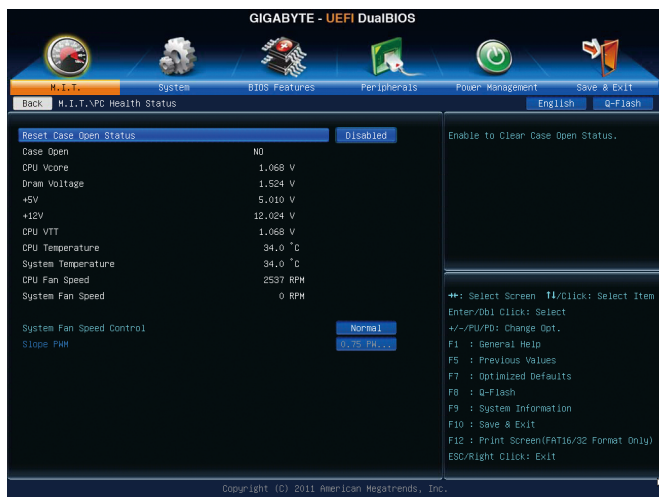 GIGABYTE - UEFI DualBIOS
M.I.T. System BIOS Features Peripherals Power Management Save & Exit
Back M.I.T.\PC Health Status English Q-Flash
Reset Case Open Status Disabled
Case Open NO
CPU Vcore 1.068 V
Dram Voltage 1.524 V
+5V 5.010 V
+12V 12.024 V
CPU VTT 1.068 V
CPU Temperature 34.0 °C
System Temperature 34.0 °C
CPU Fan Speed 2537 RPM
System Fan Speed 0 RPM
System Fan Speed Control Normal
Slope PWM 0.75 PW...
Enable to Clear Case Open Status.
→←: Select Screen ↑↓/Click: Select Item
Enter/Dbl Click: Select
+/-/PU/PD: Change Opt.
F1 : General Help
F5 : Previous Values
F7 : Optimized Defaults
F8 : Q-Flash
F9 : System Information
F10 : Save & Exit
F12 : Print Screen(FAT16/32 Format Only)
ESC/Right Click: Exit
Copyright (C) 2011 American Megatrends, Inc.